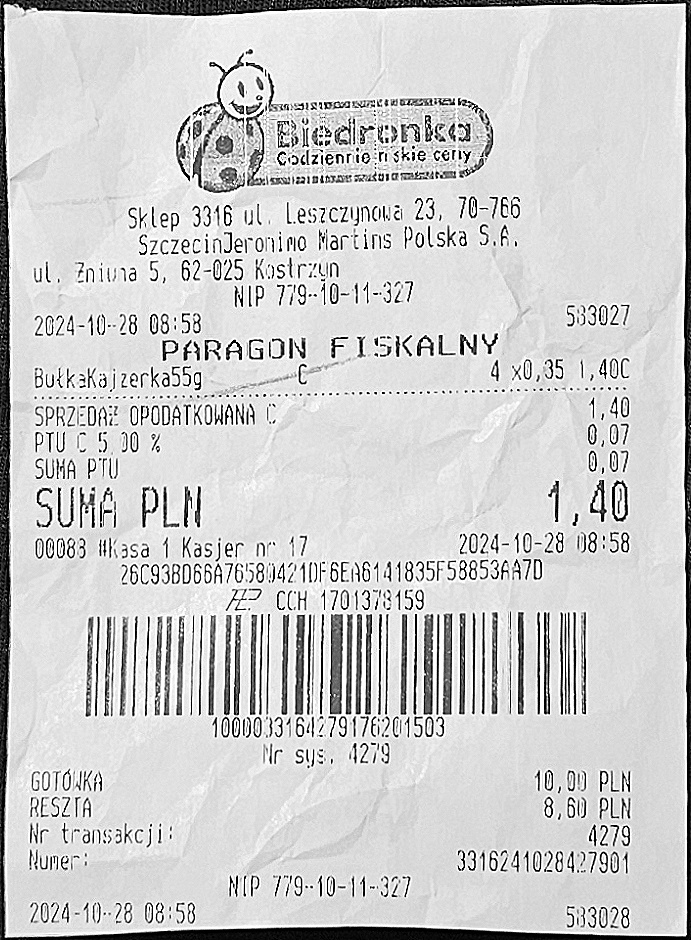 Biedronka
Codziennie niskie ceny
Sklep 3316 ul. Leszczynowa 23, 70-766
SzczecinJeronimo Martins Polska S.A.
ul. Żniwna 5, 62-025 Kostrzyn
NIP 779-10-11-327
2024-10-28 08:58 583027
PARAGON FISKALNY
BułkaKajzerka55g C 4 x0,35 1,40C
SPRZEDAŻ OPODATKOWANA C 1,40
PTU C 5,00 % 0,07
SUMA PTU 0,07
SUMA PLN 1,40
00083 #Kasa 1 Kasjer nr 17 2024-10-28 08:58
26C93BD66A76580421DF6EA6141835F58853AA7D
CCH 1701378159
1000033164279176201503
Nr sys. 4279
GOTÓWKA 10,00 PLN
RESZTA 8,60 PLN
Nr transakcji: 4279
Numer: 3316241028427901
NIP 779-10-11-327
2024-10-28 08:58 583028